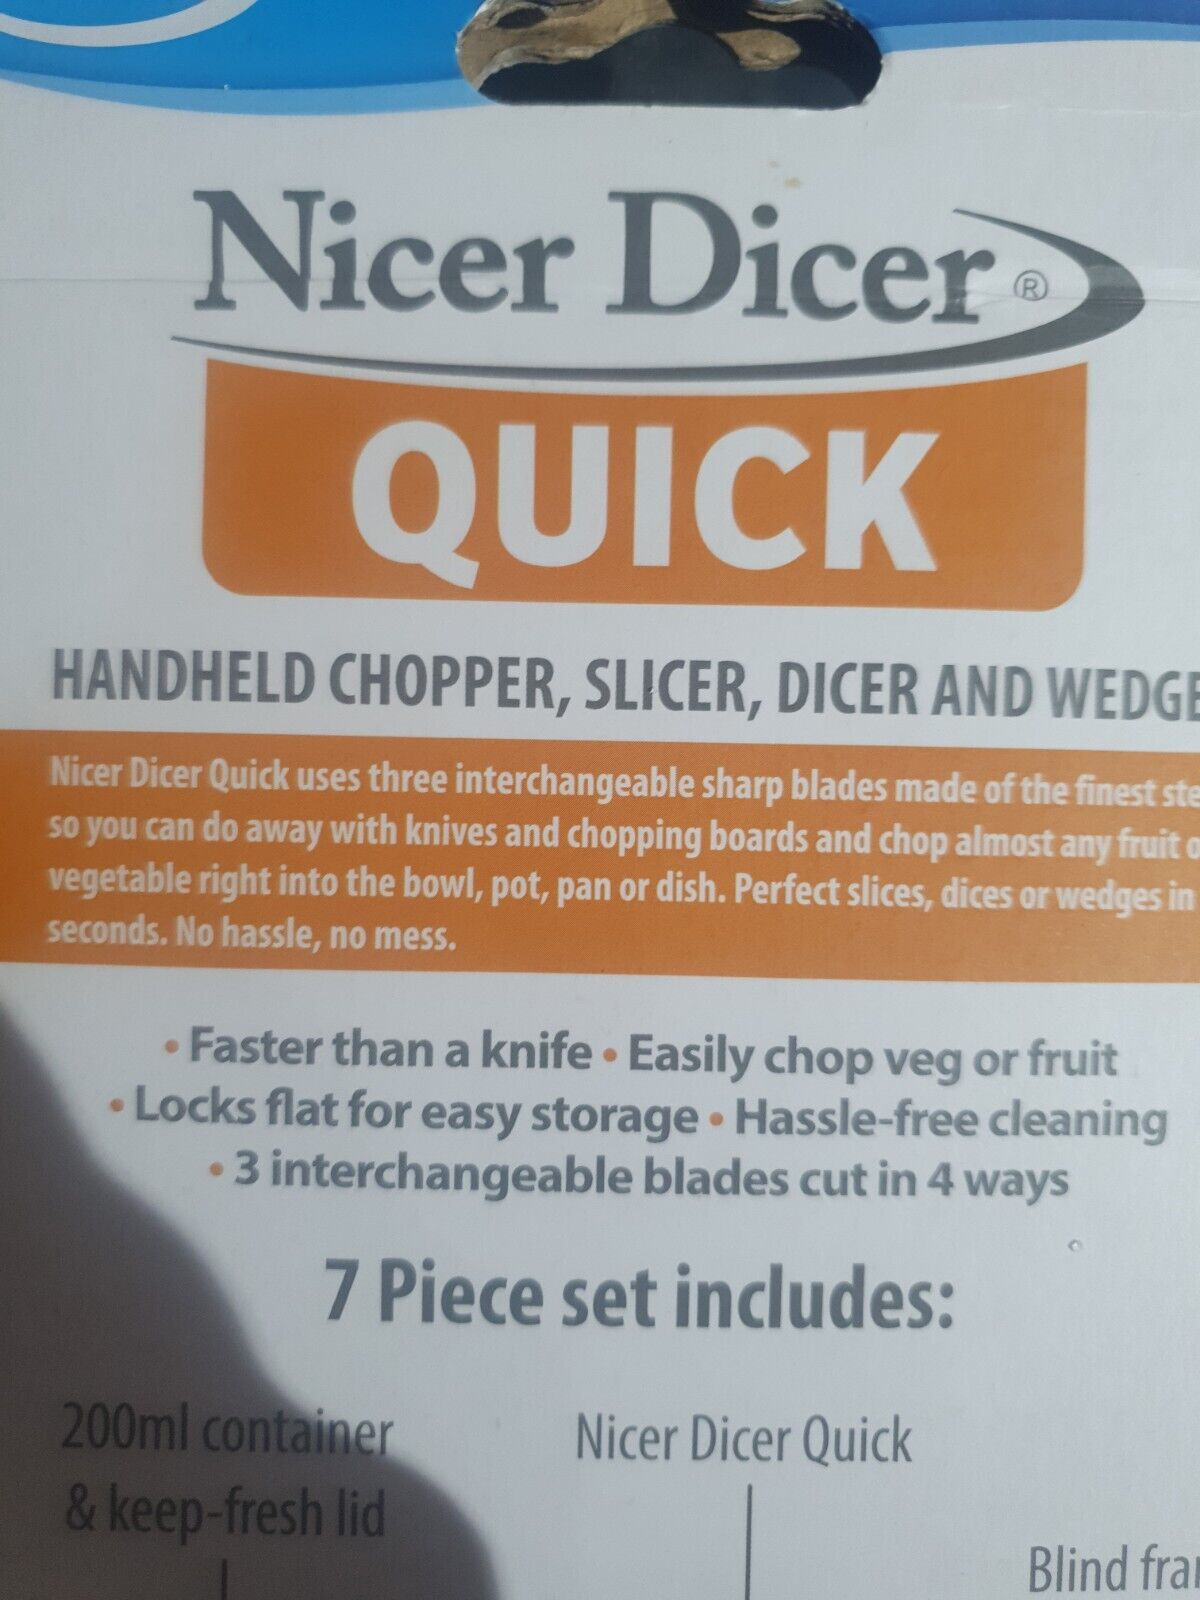 Nicer Dicer®
QUICK
HANDHELD CHOPPER, SLICER, DICER AND WEDGE
Nicer Dicer Quick uses three interchangeable sharp blades made of the finest ste
so you can do away with knives and chopping boards and chop almost any fruit o
vegetable right into the bowl, pot, pan or dish. Perfect slices, dices or wedges in
seconds. No hassle, no mess.
• Faster than a knife • Easily chop veg or fruit
• Locks flat for easy storage • Hassle-free cleaning
• 3 interchangeable blades cut in 4 ways
7 Piece set includes:
200ml container
& keep-fresh lid
Nicer Dicer Quick
Blind fra